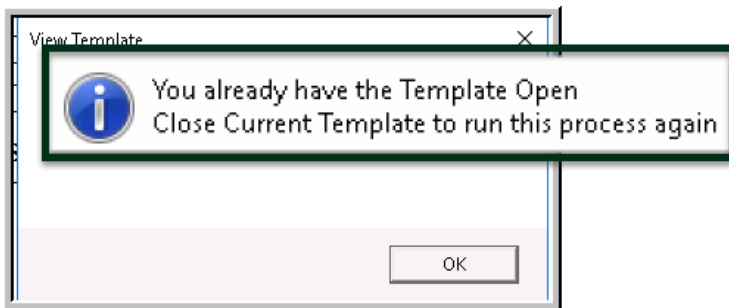 View Template
You already have the Template Open
Close Current Template to run this process again
OK